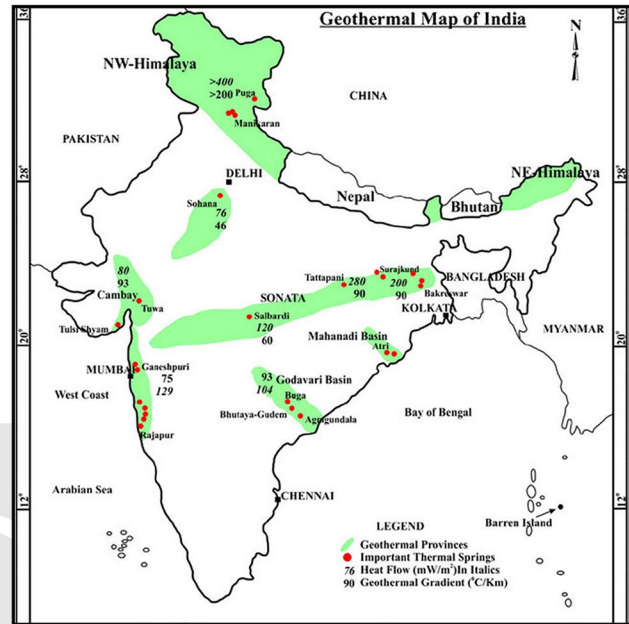 Geothermal Map of India
36
36
N
NW-Himalaya
>400
>200
Puga
CHINA
Manikaran
PAKISTAN
28°
28°
DELHI
NE-Himalaya
Nepal
Bhutan
Sohana
76
46
80
93
Cambay
Tuwa
Tulsi Shyam
Tattapani
280
90
Surajkund
200
90
BANGLADESH
Bakreswar
SONATA
KOLKATA
Salbardi
120
60
Mahanadi Basin
Atri
MYANMAR
20°
20°
MUMBAI
Ganeshpuri
75
129
West Coast
93
104
Godavari Basin
Buga
Bhutaya-Gudem
Agnigundala
Rajapur
Bay of Bengal
Arabian Sea
CHENNAI
12°
12°
Barren Island
LEGEND
Geothermal Provinces
Important Thermal Springs
76 Heat Flow (mW/m²)In Italics
90 Geothermal Gradient (⁰C/Km)